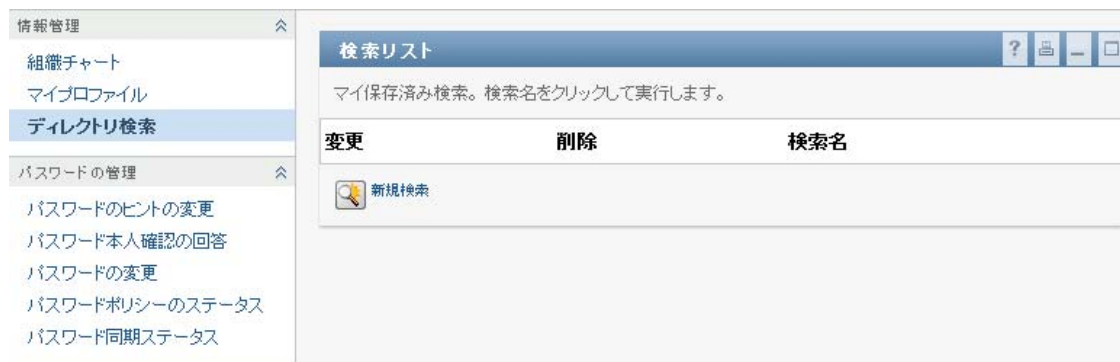 情報管理
組織チャート
マイプロファイル
ディレクトリ検索
パスワードの管理
パスワードのヒントの変更
パスワード本人確認の回答
パスワードの変更
パスワードポリシーのステータス
パスワード同期ステータス
検索リスト
?
マイ保存済み検索。検索名をクリックして実行します。
変更 削除 検索名
新規検索